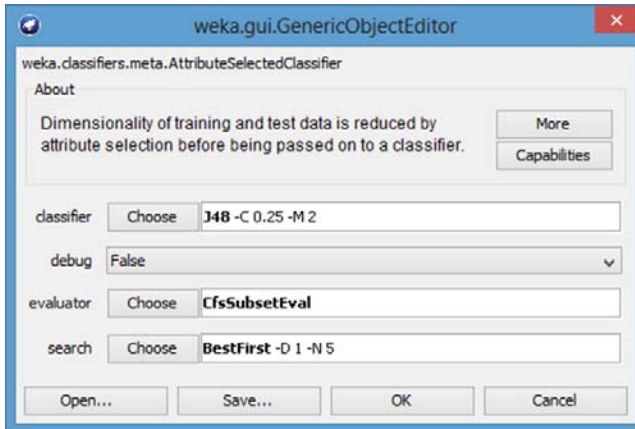 weka.gui.GenericObjectEditor
weka.classifiers.meta.AttributeSelectedClassifier
About
Dimensionality of training and test data is reduced by
attribute selection before being passed on to a classifier.
More
Capabilities
classifier Choose J48 -C 0.25 -M 2
debug False
evaluator Choose CfsSubsetEval
search Choose BestFirst -D 1 -N 5
Open... Save... OK Cancel